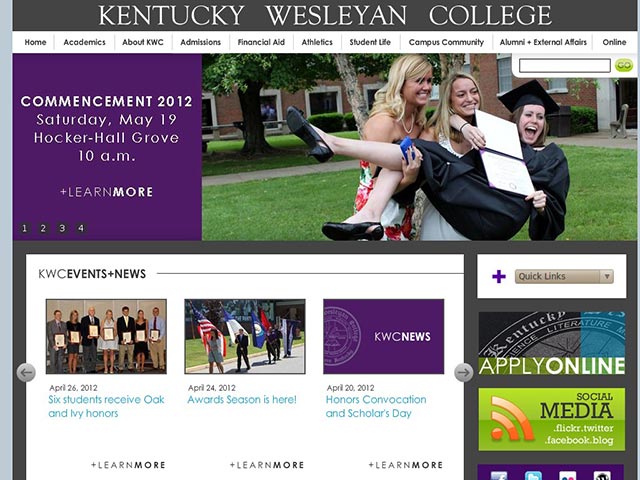 KENTUCKY WESLEYAN COLLEGE
Home Academics About KWC Admissions Financial Aid Athletics Student Life Campus Community Alumni + External Affairs Online
GO
COMMENCEMENT 2012
Saturday, May 19
Hocker-Hall Grove
10 a.m.
+LEARNMORE
1 2 3 4
KWCEVENTS+NEWS
Quick Links
KWCNEWS
April 26, 2012
Six students receive Oak
and Ivy honors
+LEARNMORE
April 24, 2012
Awards Season is here!
+LEARNMORE
April 20, 2012
Honors Convocation
and Scholar's Day
+LEARNMORE
Kentucky
LITERATURE
APPLYONLINE
SOCIAL
MEDIA
.flickr.twitter
.facebook.blog